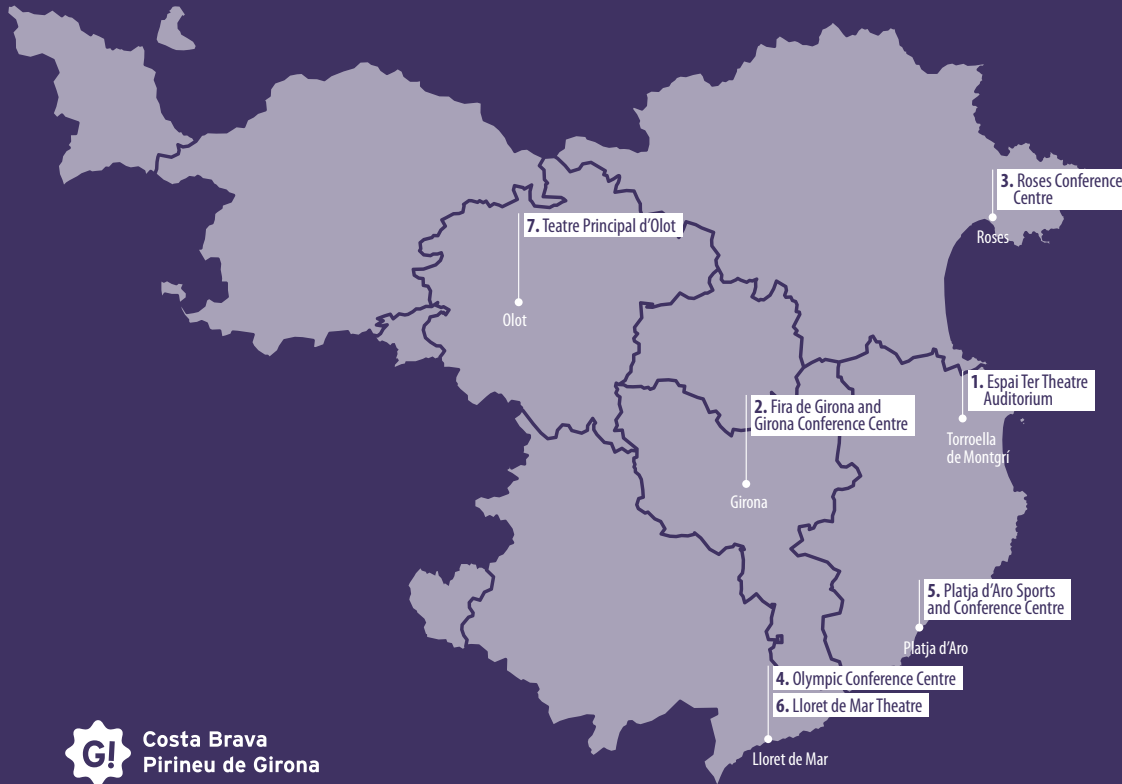 3. Roses Conference
Centre
Roses
7. Teatre Principal d'Olot
Olot
1. Espai Ter Theatre
Auditorium
Torroella
de Montgrí
2. Fira de Girona and
Girona Conference Centre
Girona
5. Platja d'Aro Sports
and Conference Centre
Platja d'Aro
4. Olympic Conference Centre
6. Lloret de Mar Theatre
Lloret de Mar
G!
Costa Brava
Pirineu de Girona